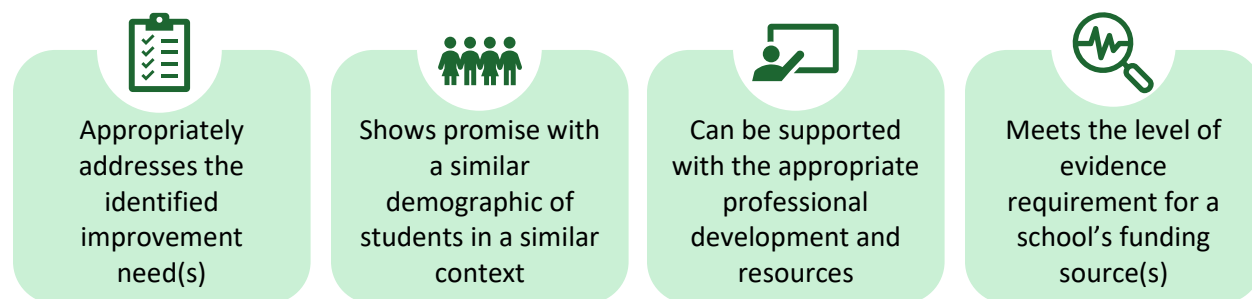 Appropriately
addresses the
identified
improvement
need(s)
Shows promise with
a similar
demographic of
students in a similar
context
Can be supported
with the appropriate
professional
development and
resources
Meets the level of
evidence
requirement for a
school’s funding
source(s)